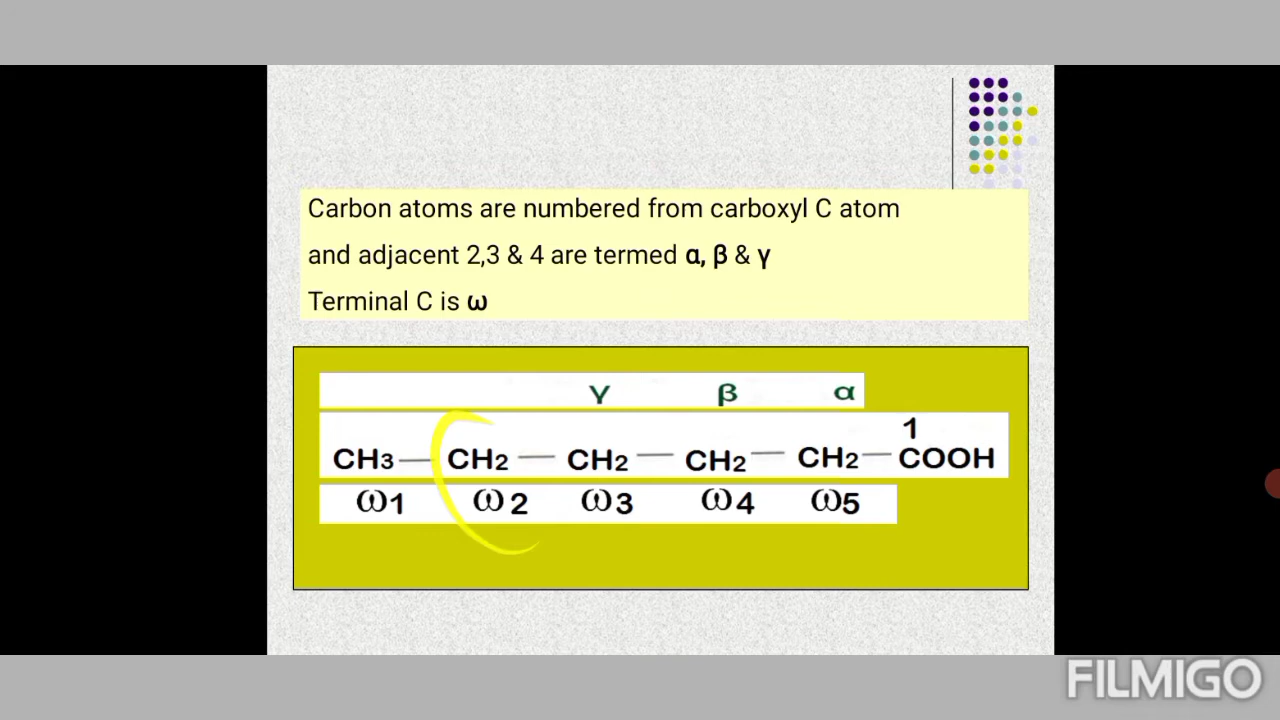 Carbon atoms are numbered from carboxyl C atom
and adjacent 2,3 & 4 are termed α, β & γ
Terminal C is ω
γ β α
1
CH3 — CH2 — CH2 — CH2 — CH2 — COOH
ω1 ω2 ω3 ω4 ω5
FILMIGO